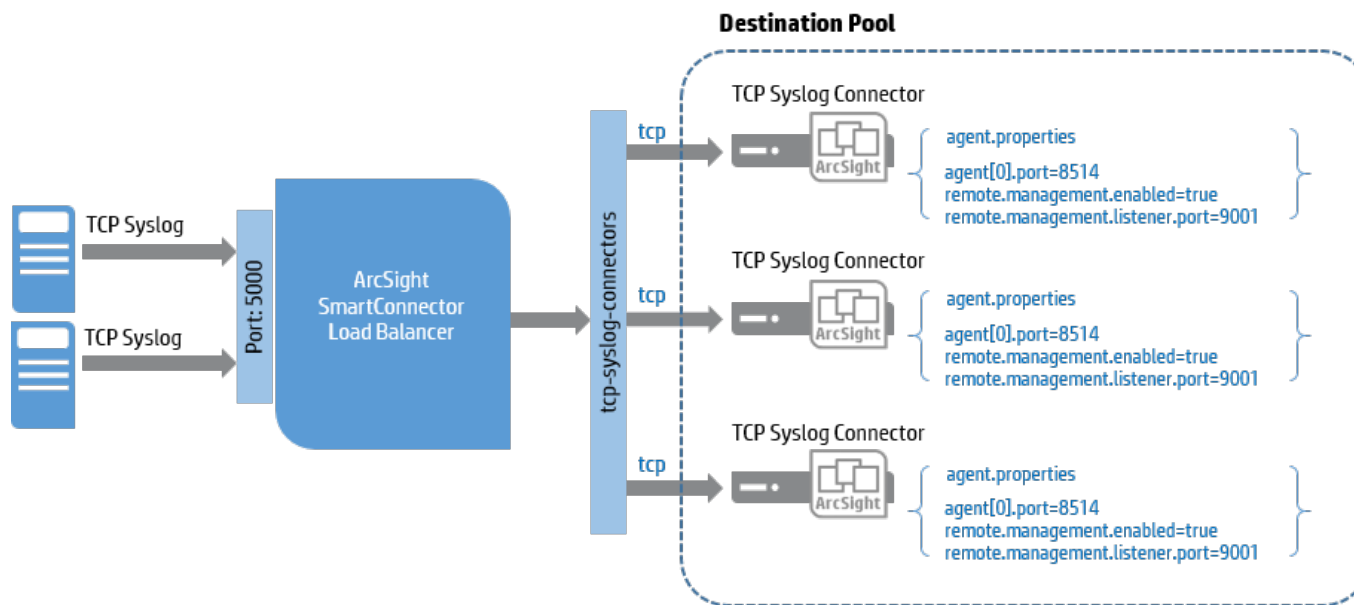 Destination Pool
TCP Syslog
TCP Syslog
Port: 5000
ArcSight
SmartConnector
Load Balancer
tcp-syslog-connectors
tcp
TCP Syslog Connector
ArcSight
agent.properties
agent[0].port=8514
remote.management.enabled=true
remote.management.listener.port=9001
tcp
TCP Syslog Connector
ArcSight
agent.properties
agent[0].port=8514
remote.management.enabled=true
remote.management.listener.port=9001
tcp
TCP Syslog Connector
ArcSight
agent.properties
agent[0].port=8514
remote.management.enabled=true
remote.management.listener.port=9001